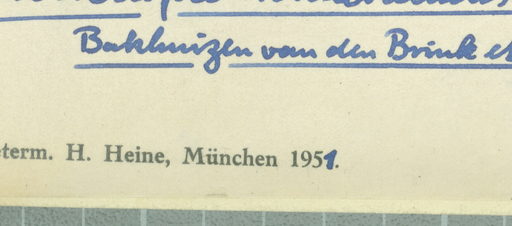 Bakhuizen van den Brink et
eterm. H. Heine, München 1951.